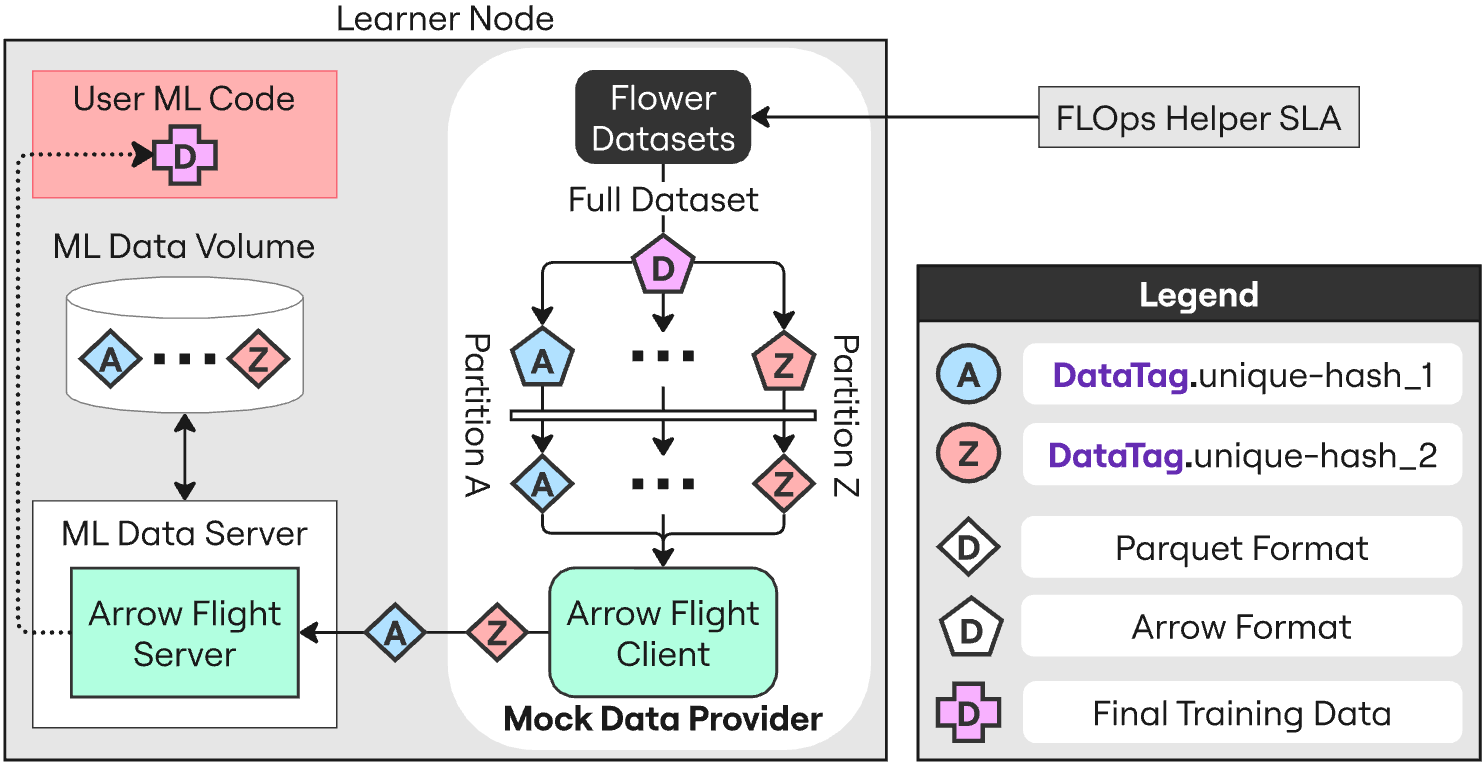 Learner Node
User ML Code
D
ML Data Volume
A
Z
ML Data Server
Arrow Flight
Server
Flower
Datasets
Full Dataset
D
Partition A
A
Z
Partition Z
A
Z
A
Z
Arrow Flight
Client
Mock Data Provider
FLOps Helper SLA
Legend
A DataTag.unique-hash_1
Z DataTag.unique-hash_2
D Parquet Format
D Arrow Format
D Final Training Data